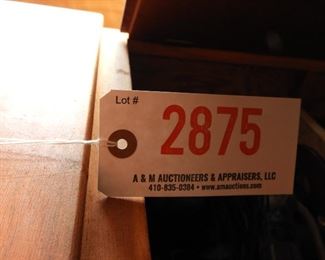 Lot #
2875
A & M AUCTIONEERS & APPRAISERS, LLC
410-835-0384 • www.amauctions.com